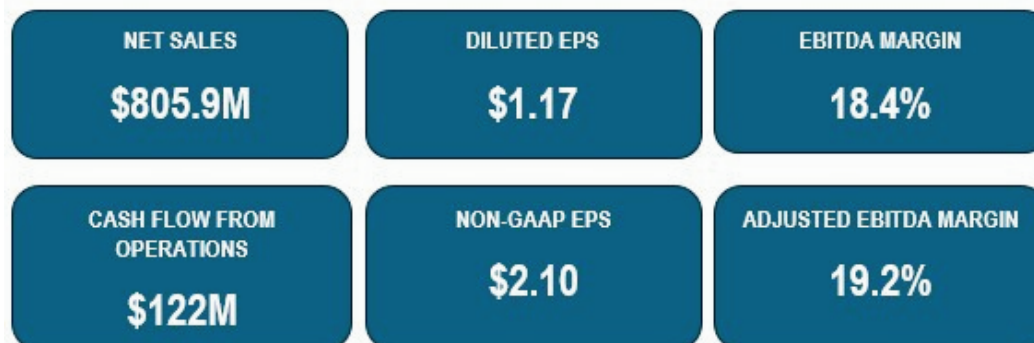 NET SALES
$805.9M
DILUTED EPS
$1.17
EBITDA MARGIN
18.4%
CASH FLOW FROM
OPERATIONS
$122M
NON-GAAP EPS
$2.10
ADJUSTED EBITDA MARGIN
19.2%